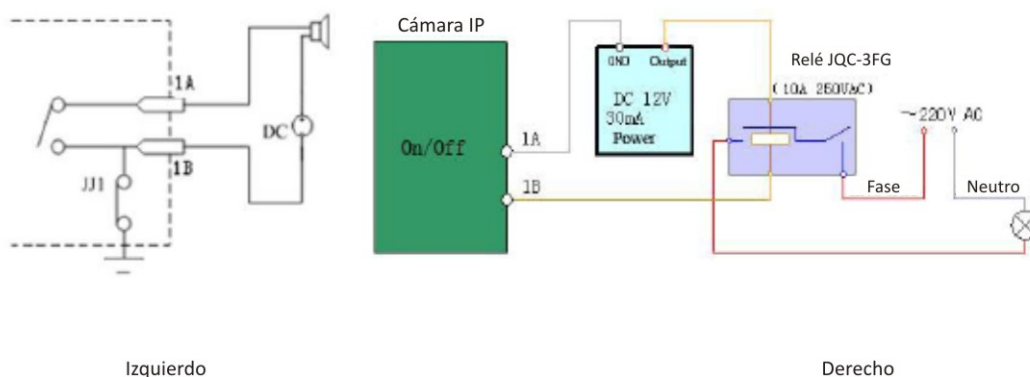 1A
DC
1B
JJ1
Izquierdo
Cámara IP
On/Off
1A
1B
GND Output
DC 12V
30mA
Power
Relé JQC-3FG
(10A 250VAC)
~220V AC
Fase
Neutro
Derecho